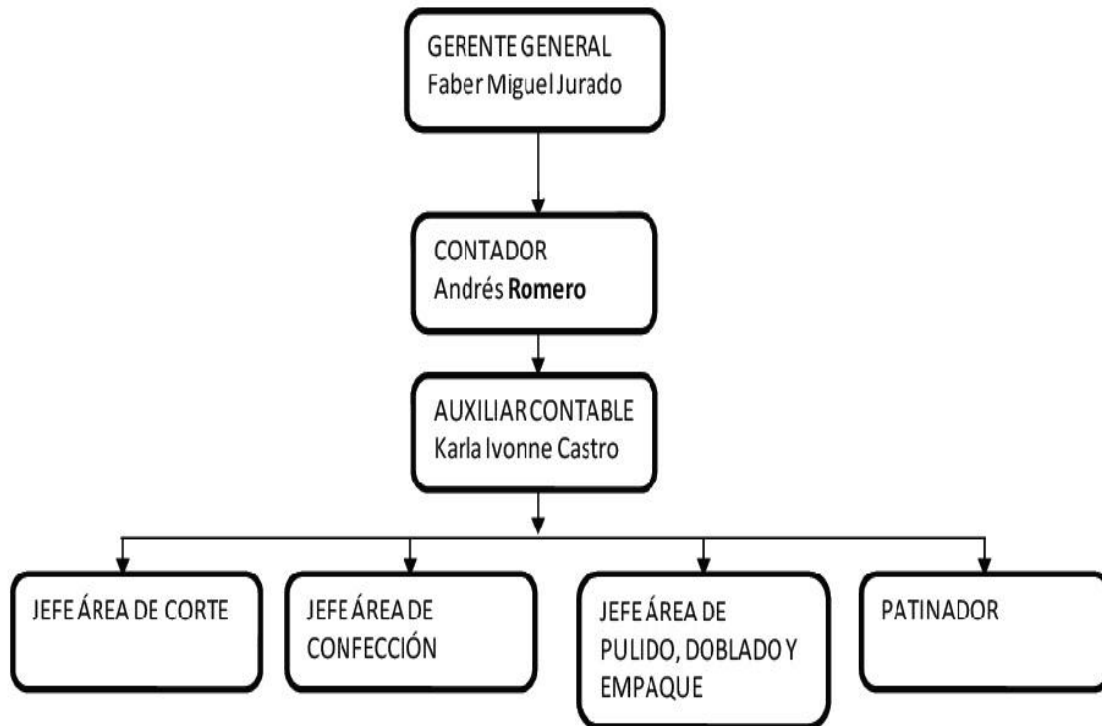 GERENTE GENERAL
Faber Miguel Jurado
CONTADOR
Andrés Romero
AUXILIAR CONTABLE
Karla Ivonne Castro
JEFE ÁREA DE CORTE
JEFE ÁREA DE
CONFECCIÓN
JEFE ÁREA DE
PULIDO, DOBLADO Y
EMPAQUE
PATINADOR